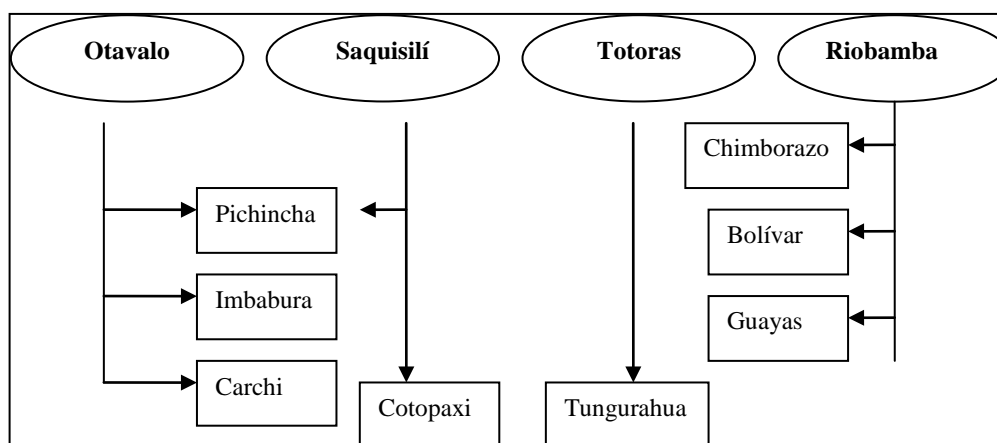 Otavalo
Saquisilí
Totoras
Riobamba
Chimborazo
Pichincha
Bolívar
Imbabura
Guayas
Carchi
Cotopaxi
Tungurahua